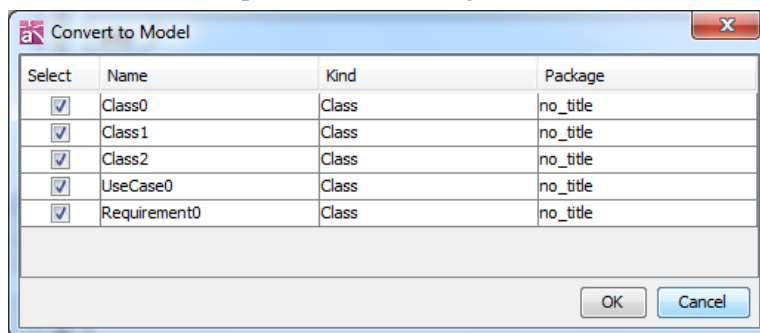 Convert to Model
Select Name Kind Package
Class0 Class no_title
Class1 Class no_title
Class2 Class no_title
UseCase0 Class no_title
Requirement0 Class no_title
OK Cancel